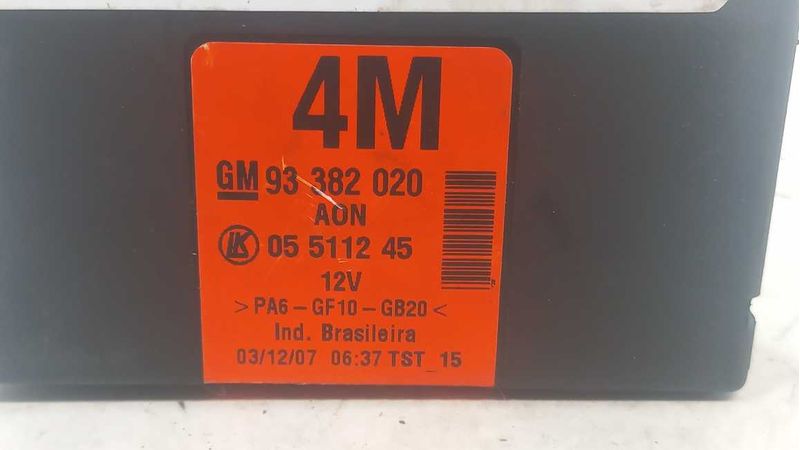 4M
GM 93 382 020
AON
LK 05 5112 45
12V
>PA6-GF10-GB20<
Ind. Brasileira
03/12/07 06:37 TST_15